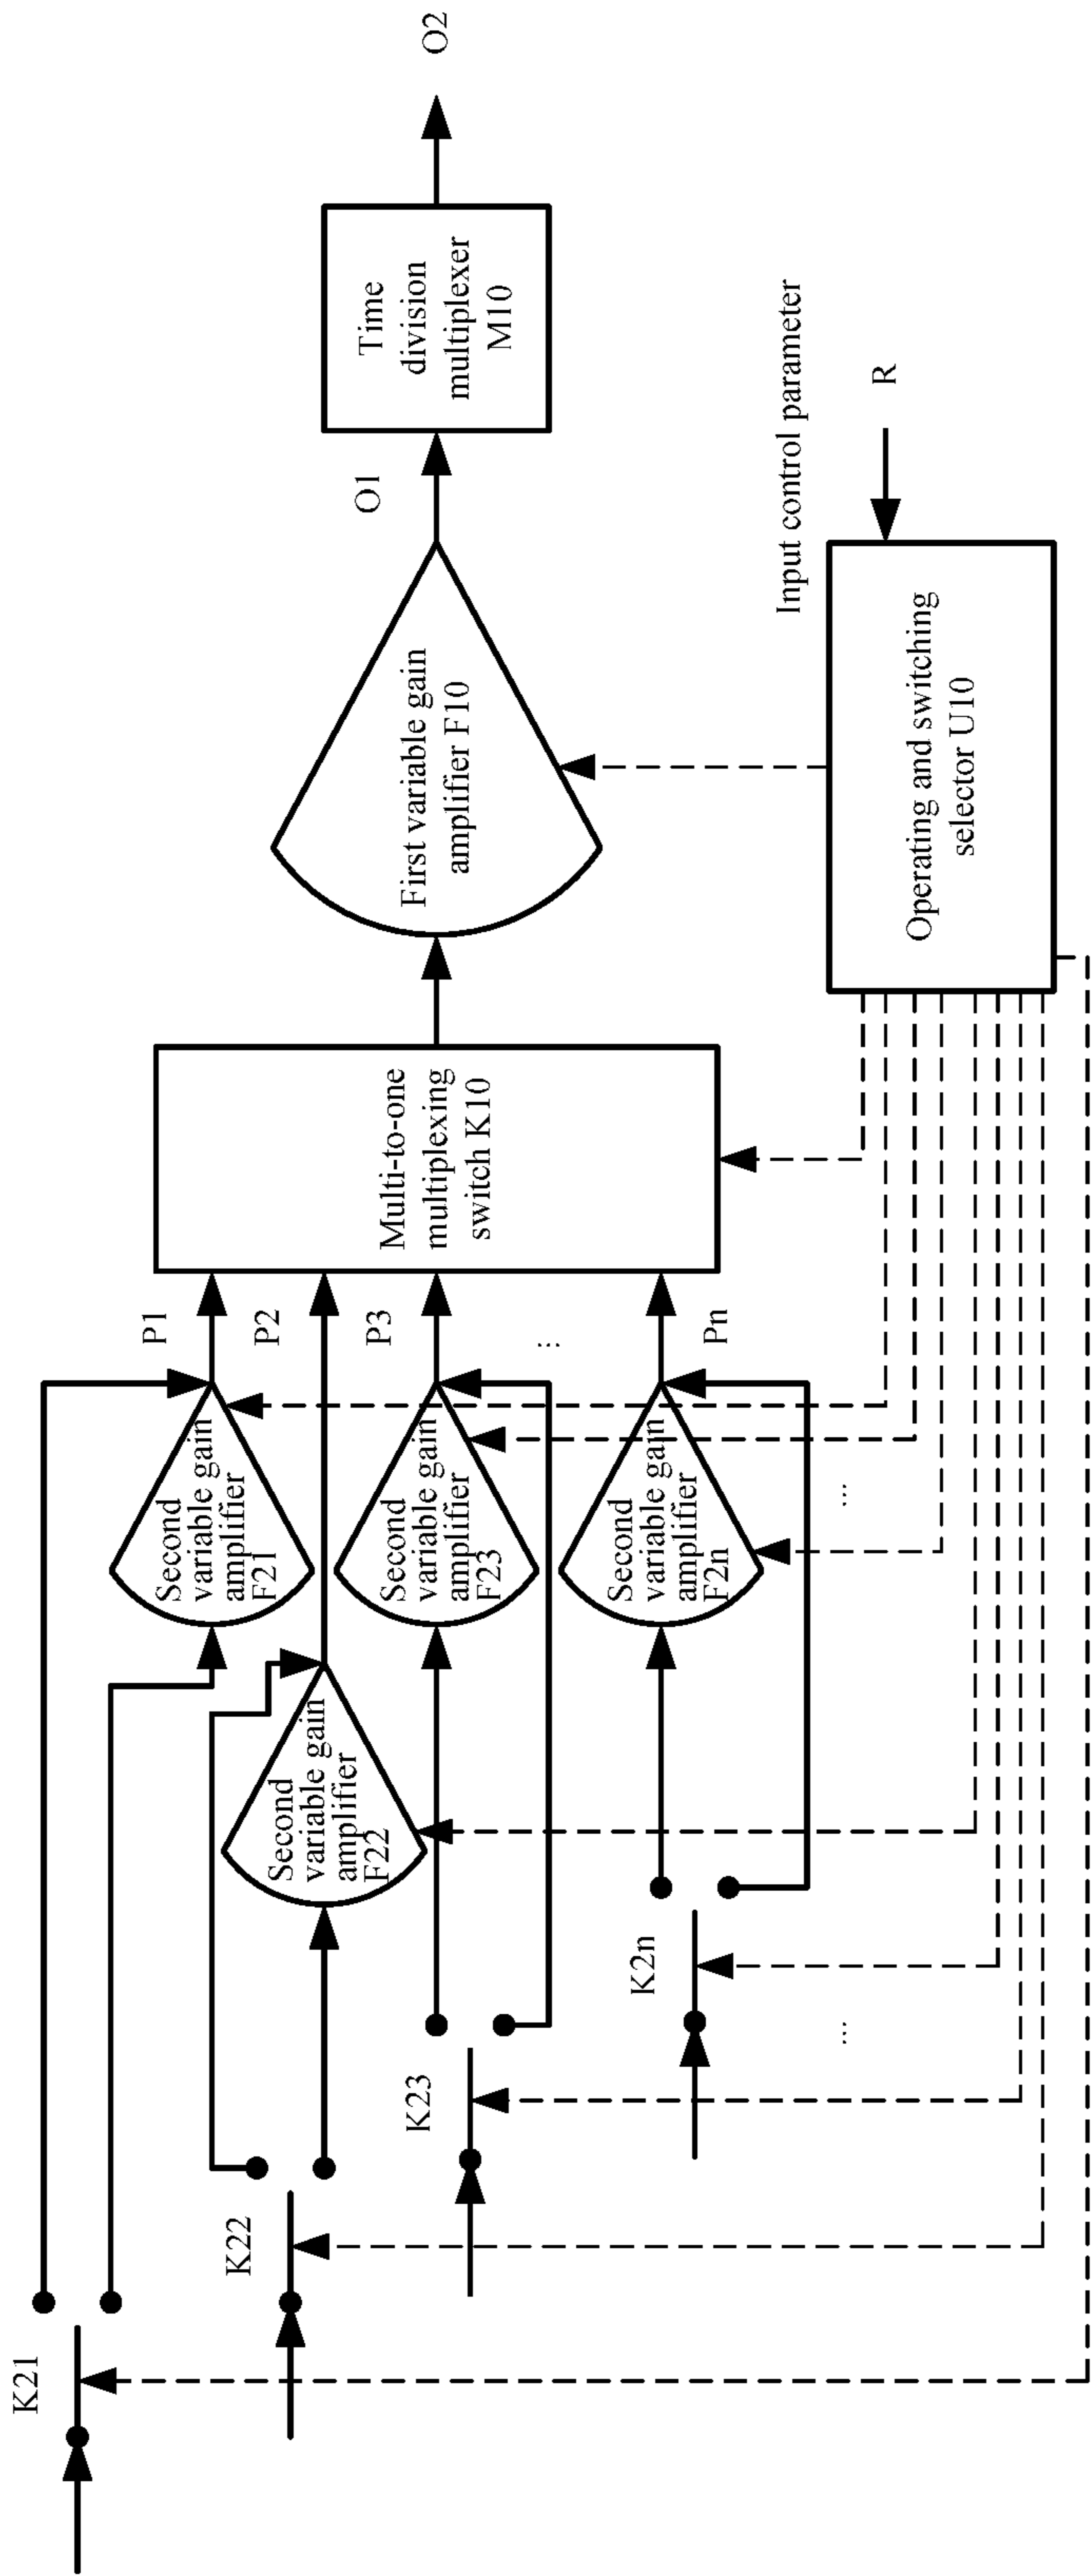 K21
K22
K23
K2n
...
Second
variable gain
amplifier
F22
Second
variable gain
amplifier
F21
Second
variable gain
amplifier
F23
Second
variable gain
amplifier
F2n
...
P1
P2
P3
...
Pn
Multi-to-one
multiplexing
switch K10
First variable gain
amplifier F10
Operating and switching
selector U10
O1
Time
division
multiplexer
M10
Input control parameter
R
O2